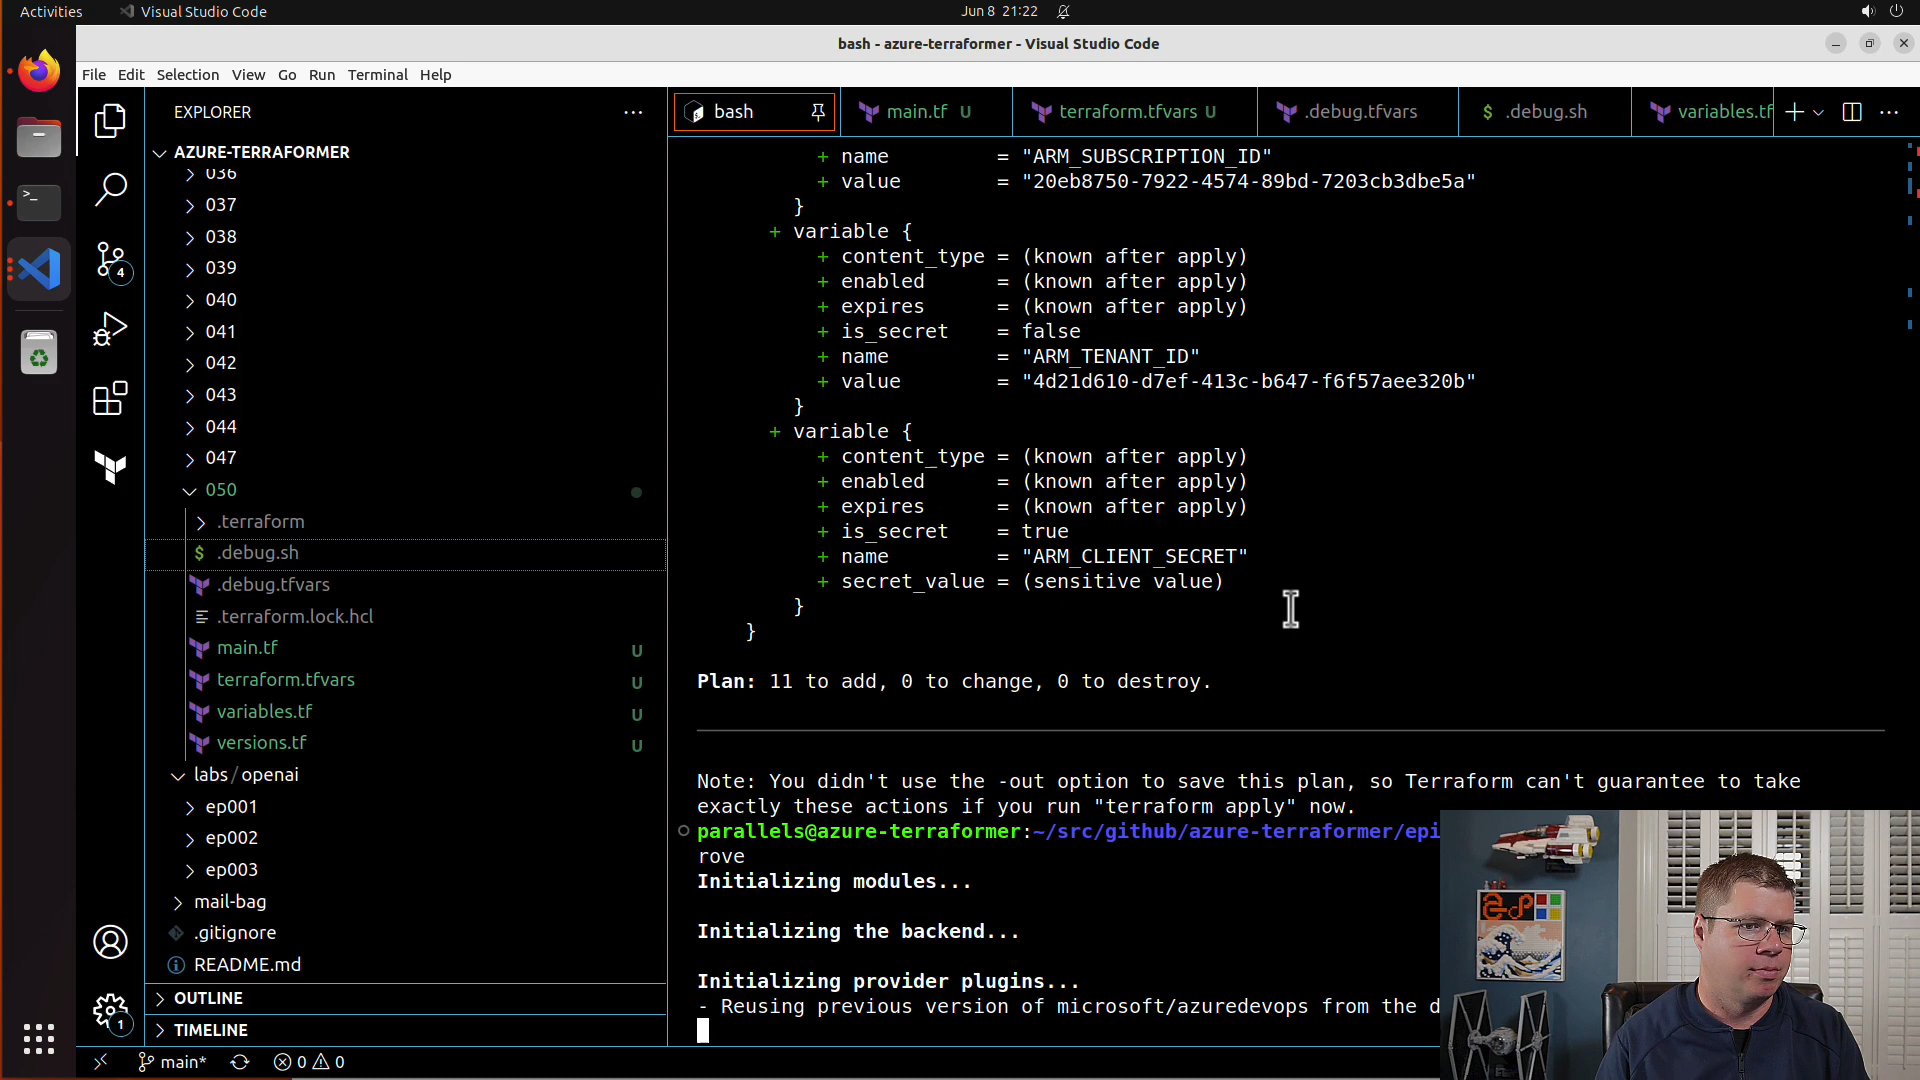 Activities
Visual Studio Code
Jun 8 21:22
bash - azure-terraformer - Visual Studio Code
File Edit Selection View Go Run Terminal Help
EXPLORER
AZURE-TERRAFORMER
036
037
038
039
040
041
042
043
044
047
050
.terraform
$ .debug.sh
.debug.tfvars
.terraform.lock.hcl
main.tf U
terraform.tfvars U
variables.tf U
versions.tf U
labs/openai
ep001
ep002
ep003
mail-bag
.gitignore
README.md
OUTLINE
TIMELINE
4
1
main*
0 0
bash
main.tf U
terraform.tfvars U
.debug.tfvars
$ .debug.sh
variables.tf
+ name = "ARM_SUBSCRIPTION_ID"
+ value = "20eb8750-7922-4574-89bd-7203cb3dbe5a"
}
+ variable {
+ content_type = (known after apply)
+ enabled = (known after apply)
+ expires = (known after apply)
+ is_secret = false
+ name = "ARM_TENANT_ID"
+ value = "4d21d610-d7ef-413c-b647-f6f57aee320b"
}
+ variable {
+ content_type = (known after apply)
+ enabled = (known after apply)
+ expires = (known after apply)
+ is_secret = true
+ name = "ARM_CLIENT_SECRET"
+ secret_value = (sensitive value)
}
}
Plan: 11 to add, 0 to change, 0 to destroy.
Note: You didn't use the -out option to save this plan, so Terraform can't guarantee to take
exactly these actions if you run "terraform apply" now.
parallels@azure-terraformer:~/src/github/azure-terraformer/epi
rove
Initializing modules...
Initializing the backend...
Initializing provider plugins...
- Reusing previous version of microsoft/azuredevops from the d